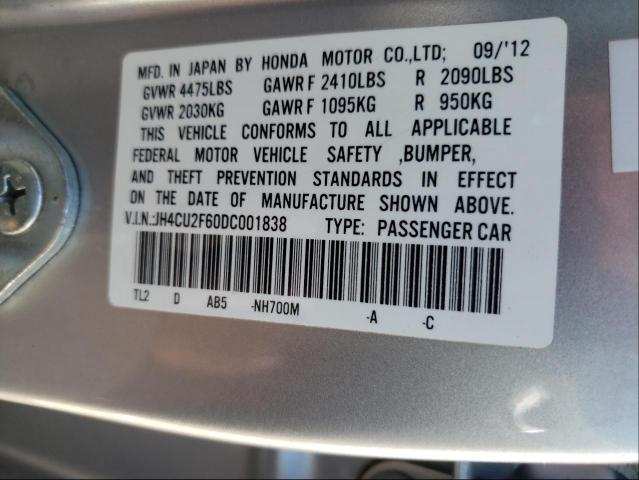 MFD. IN JAPAN BY HONDA MOTOR CO.,LTD; 09/'12
GVWR 4475LBS GAWR F 2410LBS R 2090LBS
GVWR 2030KG GAWR F 1095KG R 950KG
THIS VEHICLE CONFORMS TO ALL APPLICABLE
FEDERAL MOTOR VEHICLE SAFETY ,BUMPER,
AND THEFT PREVENTION STANDARDS IN EFFECT
ON THE DATE OF MANUFACTURE SHOWN ABOVE.
V.I.N.:JH4CU2F60DC001838 TYPE: PASSENGER CAR
TL2 D AB5 -NH700M -A -C